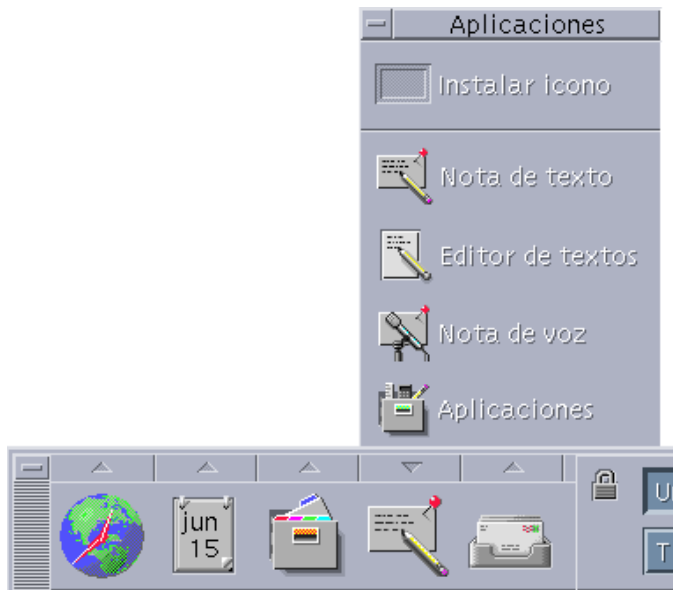 Aplicaciones
Instalar icono
Nota de texto
Editor de textos
Nota de voz
Aplicaciones
jun
15